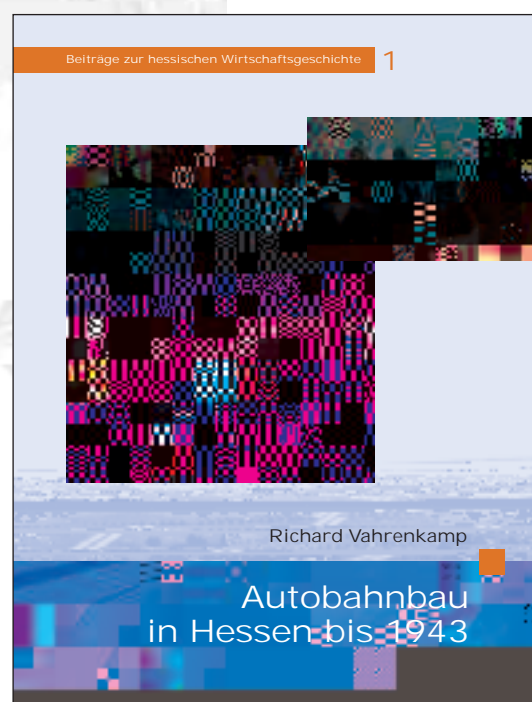 Beiträge zur hessischen Wirtschaftsgeschichte 1
Richard Vahrenkamp
Autobahnbau
in Hessen bis 1943